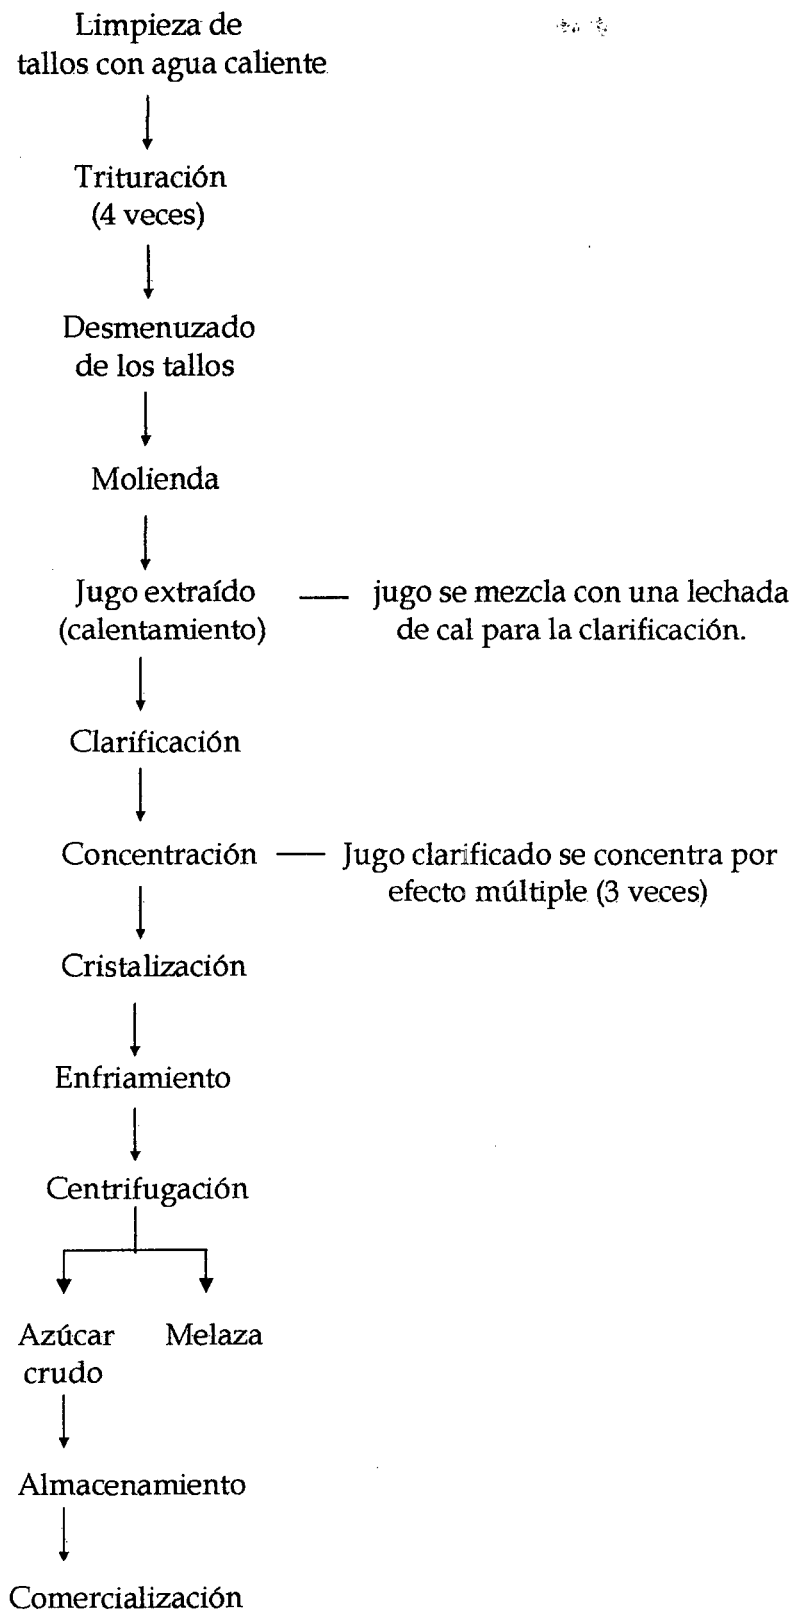 Limpieza de
tallos con agua caliente
Trituración
(4 veces)
Desmenuzado
de los tallos
Molienda
Jugo extraído
(calentamiento)
jugo se mezcla con una lechada
de cal para la clarificación.
Clarificación
Concentración
Jugo clarificado se concentra por
efecto múltiple (3 veces)
Cristalización
Enfriamiento
Centrifugación
Azúcar
crudo
Melaza
Almacenamiento
Comercialización